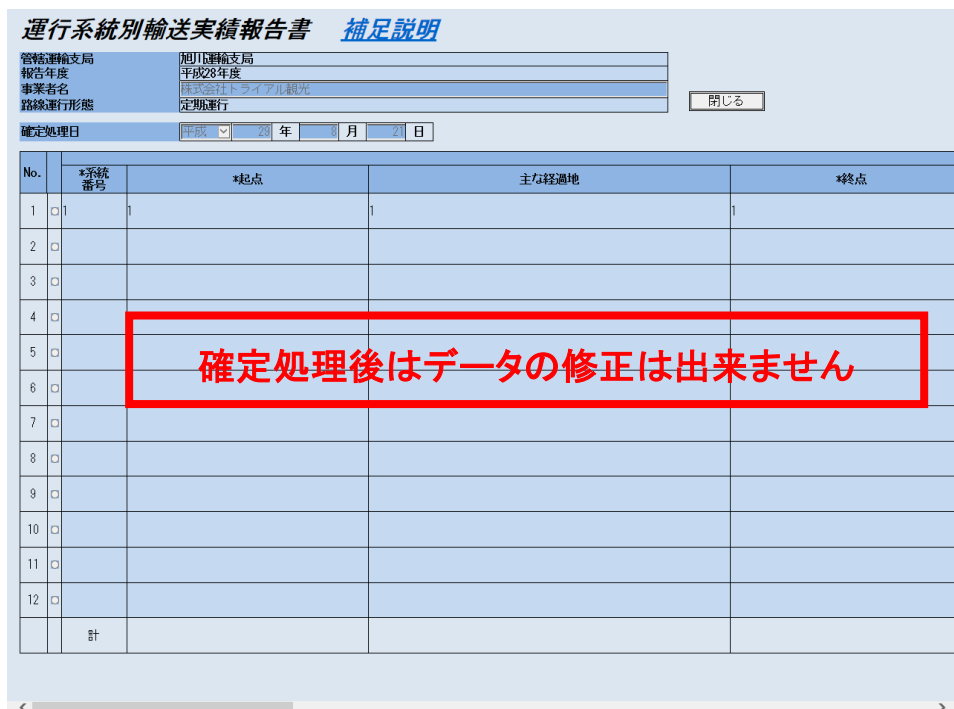 運行系統別輸送実績報告書 補足説明
管轄運輸支局 旭川運輸支局
報告年度 平成28年度
事業者名 株式会社トライアル観光
路線運行形態 定期運行
閉じる
確定処理日 平成 29 年 8 月 21 日
No. *系統番号 *起点 主な経過地 *終点
1 1 1 1 1
2
3
4
5
確定処理後はデータの修正は出来ません
6
7
8
9
10
11
12
計